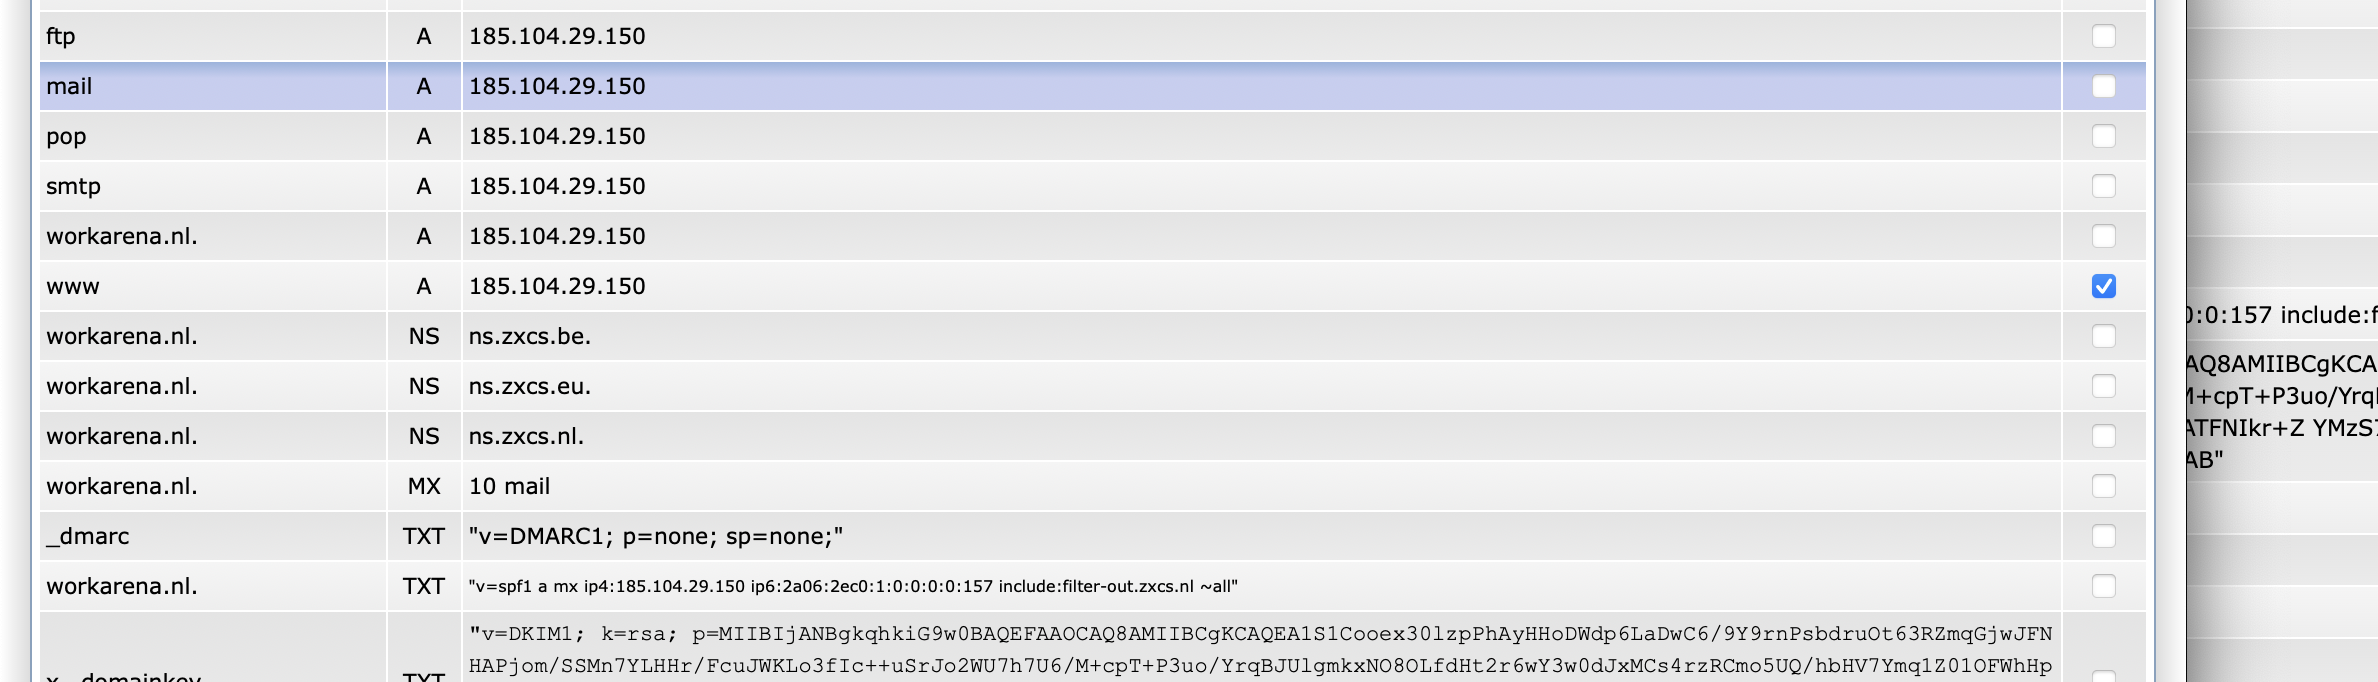 ftp A 185.104.29.150
mail A 185.104.29.150
pop A 185.104.29.150
smtp A 185.104.29.150
workarena.nl. A 185.104.29.150
www A 185.104.29.150
workarena.nl. NS ns.zxcs.be.
workarena.nl. NS ns.zxcs.eu.
workarena.nl. NS ns.zxcs.nl.
workarena.nl. MX 10 mail
_dmarc TXT "v=DMARC1; p=none; sp=none;"
workarena.nl. TXT "v=spf1 a mx ip4:185.104.29.150 ip6:2a06:2ec0:1:0:0:0:0:157 include:filter-out.zxcs.nl ~all"
x._domainkey TXT "v=DKIM1; k=rsa; p=MIIBIjANBgkqhkiG9w0BAQEFAAOCAQ8AMIIBCgKCAQEA1S1Cooex30lzpPhAyHHoDWdp6LaDwC6/9Y9rnPsbdruOt63RZmqGjwJFN
HAPjom/SSMn7YLHHr/FcuJWKLo3fIc++uSrJo2WU7h7U6/M+cpT+P3uo/YrqBJUlgmkxNO8OLfdHt2r6wY3w0dJxMCs4rzRCmo5UQ/hbHV7Ymq1Z01OFWhHp
0:0:157 include:f
AQ8AMIIBCgKCA
M+cpT+P3uo/Yrq
ATFNIkr+Z YMzS
AB"